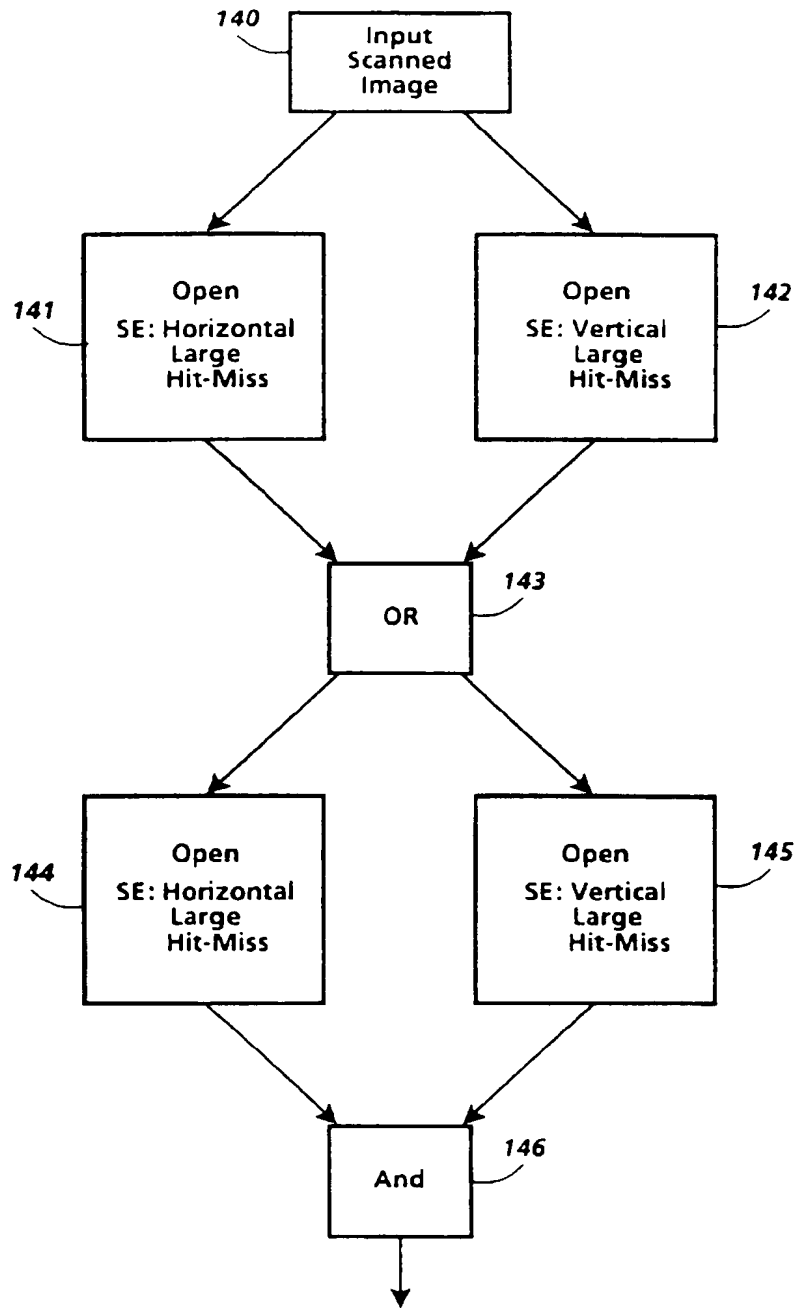 140
Input
Scanned
Image
141
Open
SE: Horizontal
Large
Hit-Miss
142
Open
SE: Vertical
Large
Hit-Miss
143
OR
144
Open
SE: Horizontal
Large
Hit-Miss
145
Open
SE: Vertical
Large
Hit-Miss
146
And